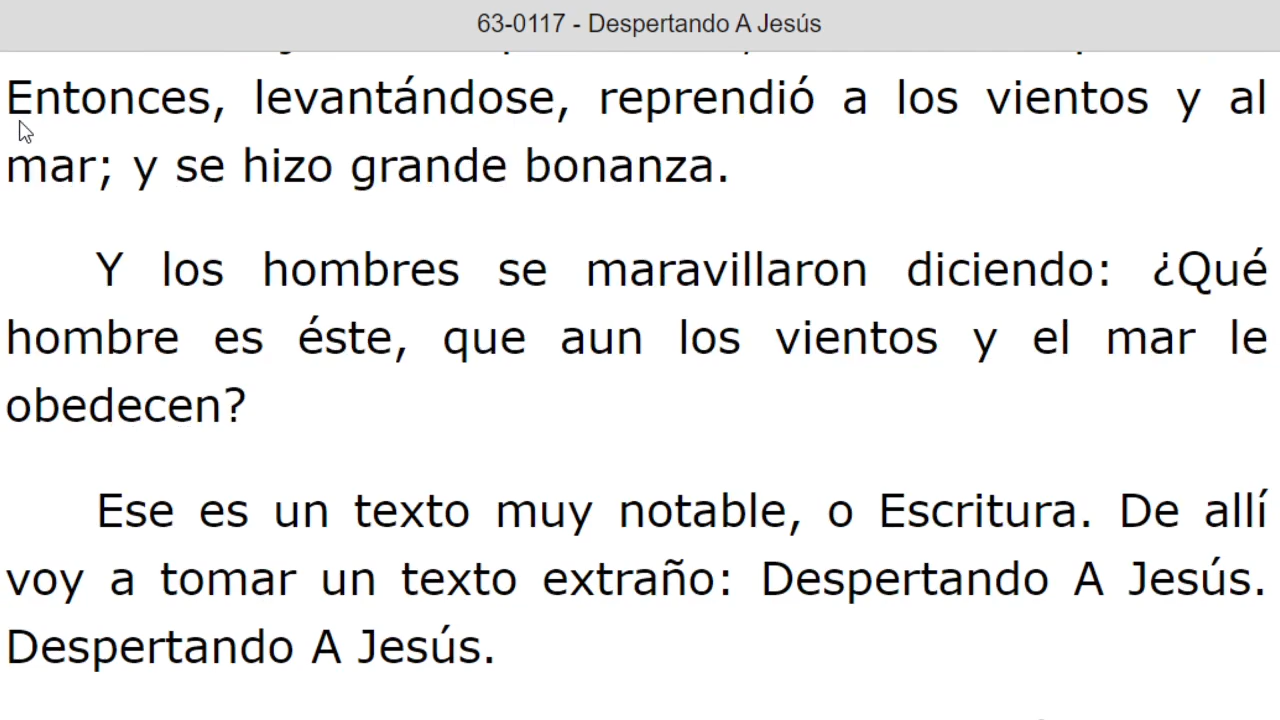 63-0117 - Despertando A Jesús
Entonces, levantándose, reprendió a los vientos y al
mar; y se hizo grande bonanza.
Y los hombres se maravillaron diciendo: ¿Qué
hombre es éste, que aun los vientos y el mar le
obedecen?
Ese es un texto muy notable, o Escritura. De allí
voy a tomar un texto extraño: Despertando A Jesús.
Despertando A Jesús.